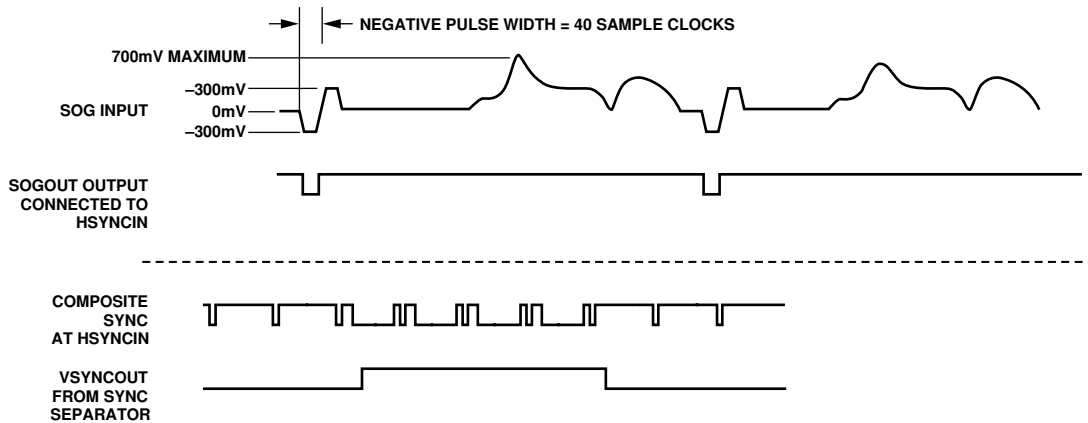 NEGATIVE PULSE WIDTH = 40 SAMPLE CLOCKS
700mV MAXIMUM
–300mV
SOG INPUT
0mV
–300mV
SOGOUT OUTPUT
CONNECTED TO
HSYNCIN
COMPOSITE
SYNC
AT HSYNCIN
VSYNCOUT
FROM SYNC
SEPARATOR